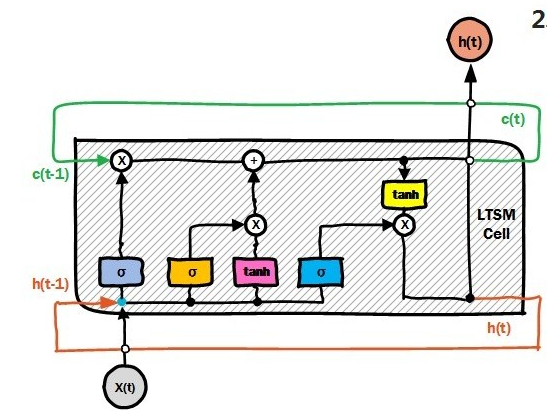 2.
h(t)
c(t)
X
+
c(t-1)
tanh
X
X
LTSM
Cell
h(t-1)
σ
σ
tanh
σ
h(t)
X(t)